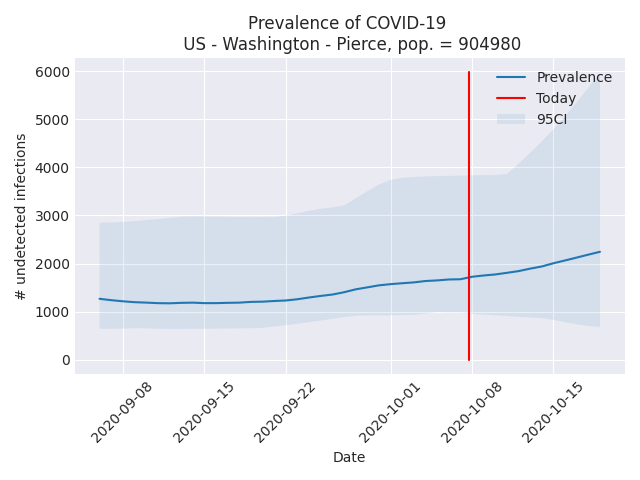 Prevalence of COVID-19
US - Washington - Pierce, pop. = 904980
6000
5000
4000
3000
2000
1000
0
# undetected infections
Prevalence
Today
95CI
2020-09-08
2020-09-15
2020-09-22
2020-10-01
2020-10-08
2020-10-15
Date